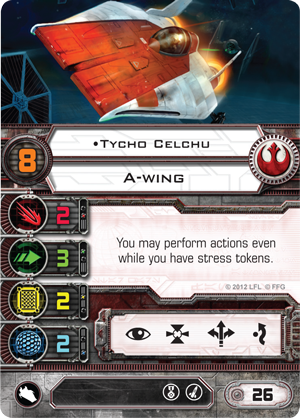 •Tycho Celchu
8
A-wing
2
3
You may perform actions even
while you have stress tokens.
2
© 2012 LFL © FFG
2
26